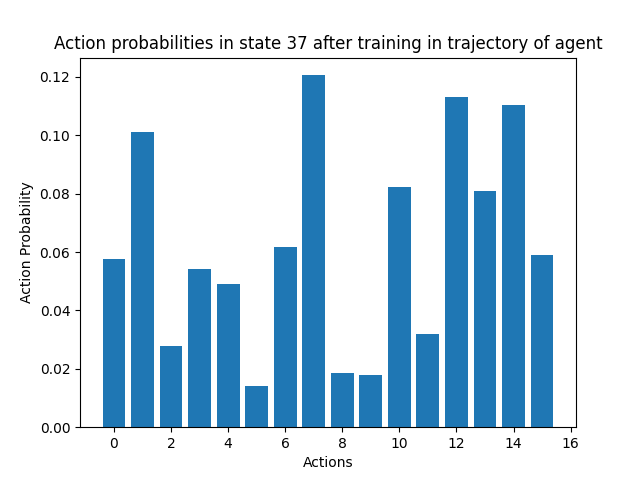 Action probabilities in state 37 after training in trajectory of agent
0.12
0.10
0.08
0.06
0.04
0.02
0.00
Action Probability
0 2 4 6 8 10 12 14 16
Actions